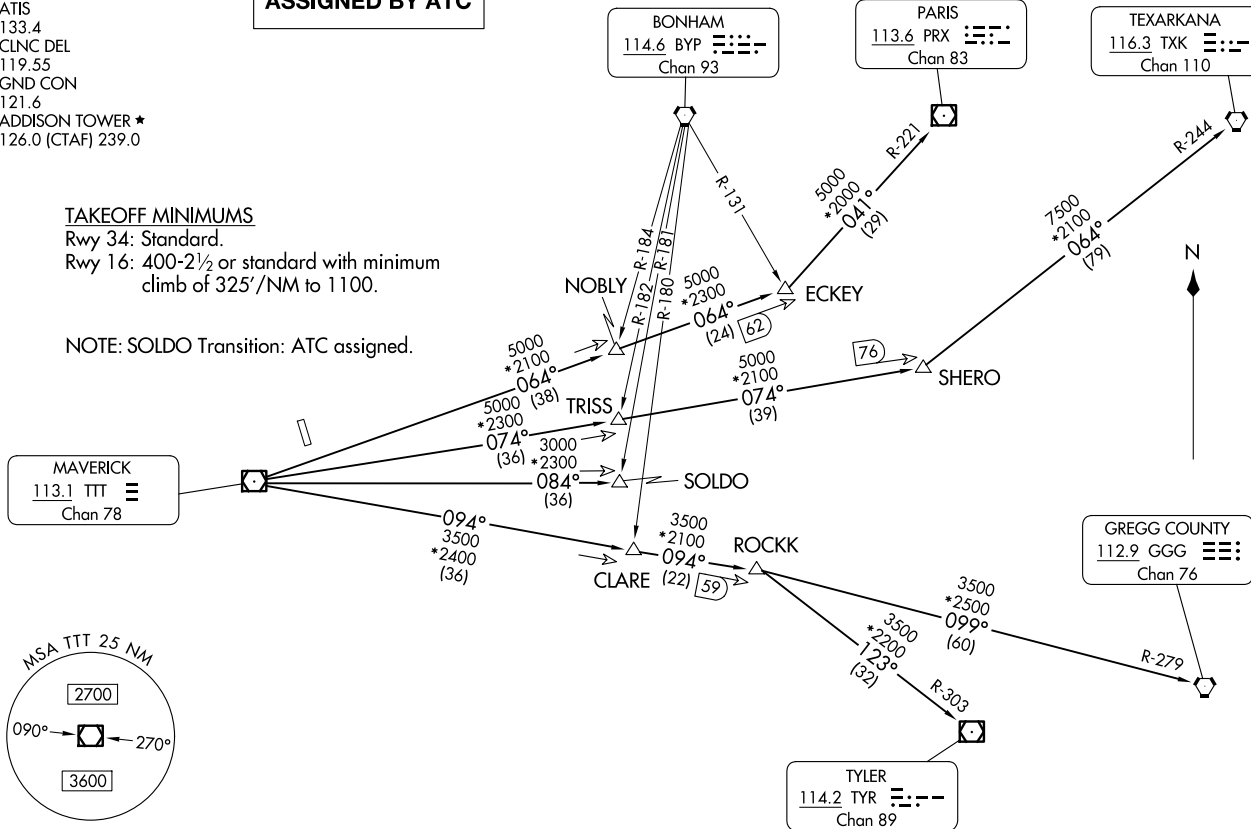 ATIS
133.4
CLNC DEL
119.55
GND CON
121.6
ADDISON TOWER ★
126.0 (CTAF) 239.0
ASSIGNED BY ATC
BONHAM
114.6 BYP
Chan 93
PARIS
113.6 PRX
Chan 83
TEXARKANA
116.3 TXK
Chan 110
TAKEOFF MINIMUMS
Rwy 34: Standard.
Rwy 16: 400-2½ or standard with minimum
climb of 325'/NM to 1100.
NOTE: SOLDO Transition: ATC assigned.
R-131
R-184
R-181
R-182
R-180
R-221
5000
*2000
041°
(29)
R-244
7500
*2100
064°
(79)
N
NOBLY
5000
*2300
064°
(24)
62
ECKEY
5000
*2100
064°
(38)
TRISS
5000
*2100
074°
(39)
76
SHERO
5000
*2300
074°
(36)
3000
*2300
084°
(36)
SOLDO
MAVERICK
113.1 TTT
Chan 78
094°
3500
*2400
(36)
CLARE
3500
*2100
094°
(22)
59
ROCKK
GREGG COUNTY
112.9 GGG
Chan 76
3500
*2500
099°
(60)
R-279
3500
*2200
123°
(32)
R-303
MSA TTT 25 NM
2700
090°
270°
3600
TYLER
114.2 TYR
Chan 89